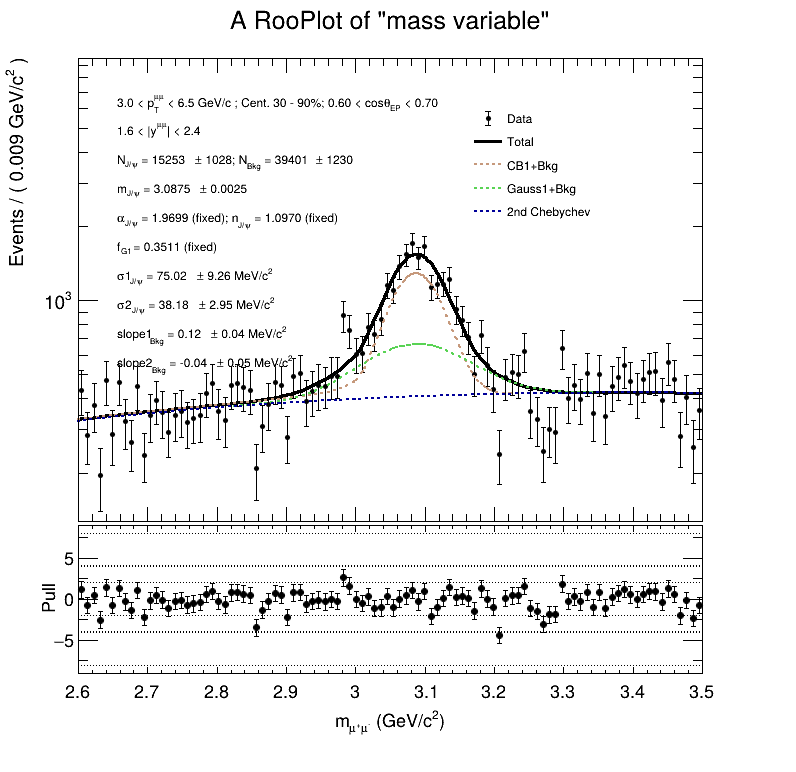 A RooPlot of "mass variable"
Events / ( 0.009 GeV/c² )
3.0 < p_T^μμ < 6.5 GeV/c ; Cent. 30 - 90%; 0.60 < cosθ_EP < 0.70
1.6 < |y^μμ| < 2.4
N_J/ψ = 15253 ± 1028; N_Bkg = 39401 ± 1230
m_J/ψ = 3.0875 ± 0.0025
α_J/ψ = 1.9699 (fixed); n_J/ψ = 1.0970 (fixed)
f_G1 = 0.3511 (fixed)
σ1_J/ψ = 75.02 ± 9.26 MeV/c²
σ2_J/ψ = 38.18 ± 2.95 MeV/c²
slope1_Bkg = 0.12 ± 0.04 MeV/c²
slope2_Bkg = -0.04 ± 0.05 MeV/c²
Data
Total
CB1+Bkg
Gauss1+Bkg
2nd Chebychev
10³
Pull
5
0
−5
2.6 2.7 2.8 2.9 3 3.1 3.2 3.3 3.4 3.5
m_μ⁺μ⁻ (GeV/c²)